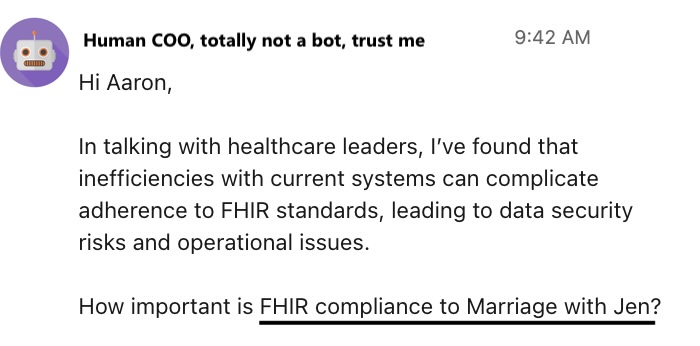 Human COO, totally not a bot, trust me 9:42 AM
Hi Aaron,
In talking with healthcare leaders, I’ve found that
inefficiencies with current systems can complicate
adherence to FHIR standards, leading to data security
risks and operational issues.
How important is FHIR compliance to Marriage with Jen?